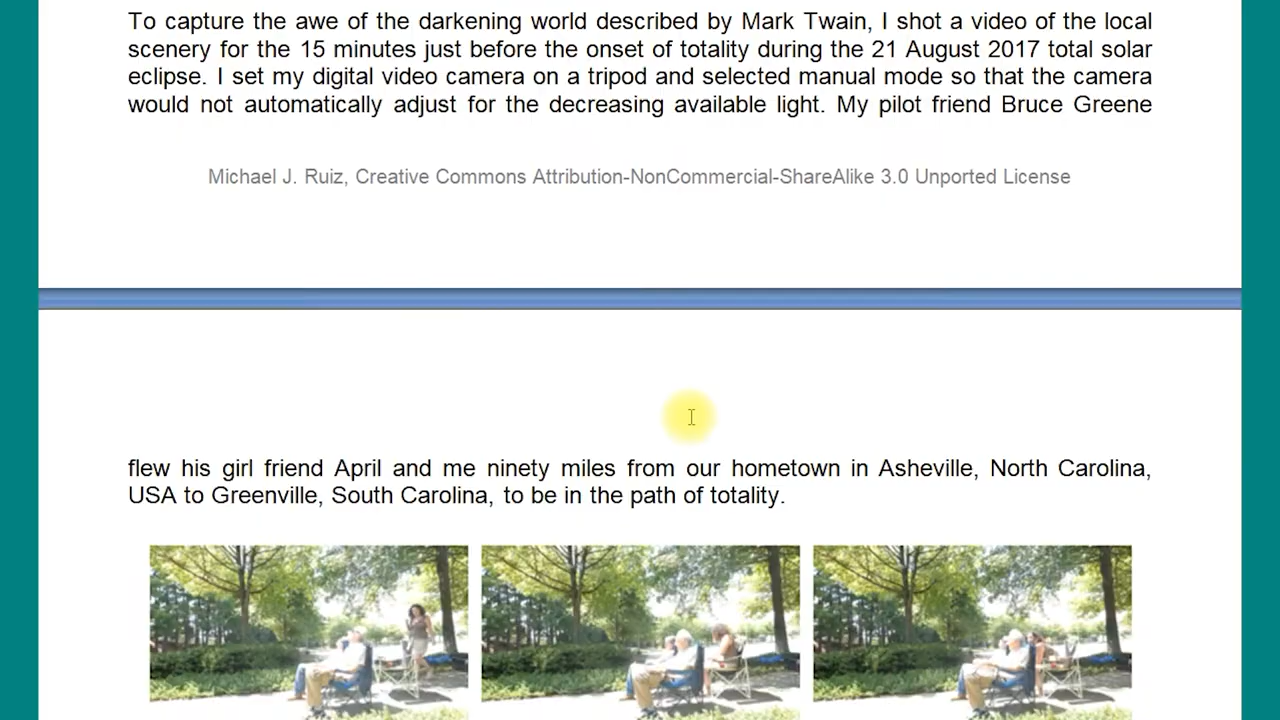 To capture the awe of the darkening world described by Mark Twain, I shot a video of the local
scenery for the 15 minutes just before the onset of totality during the 21 August 2017 total solar
eclipse. I set my digital video camera on a tripod and selected manual mode so that the camera
would not automatically adjust for the decreasing available light. My pilot friend Bruce Greene
Michael J. Ruiz, Creative Commons Attribution-NonCommercial-ShareAlike 3.0 Unported License
flew his girl friend April and me ninety miles from our hometown in Asheville, North Carolina,
USA to Greenville, South Carolina, to be in the path of totality.